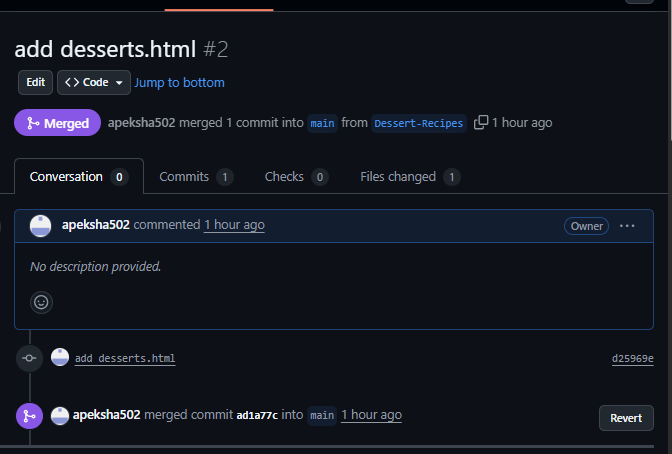 add desserts.html #2
Edit <> Code Jump to bottom
Merged apeksha502 merged 1 commit into main from Dessert-Recipes 1 hour ago
Conversation 0 Commits 1 Checks 0 Files changed 1
apeksha502 commented 1 hour ago Owner ...
No description provided.
add desserts.html d25969e
apeksha502 merged commit ad1a77c into main 1 hour ago Revert